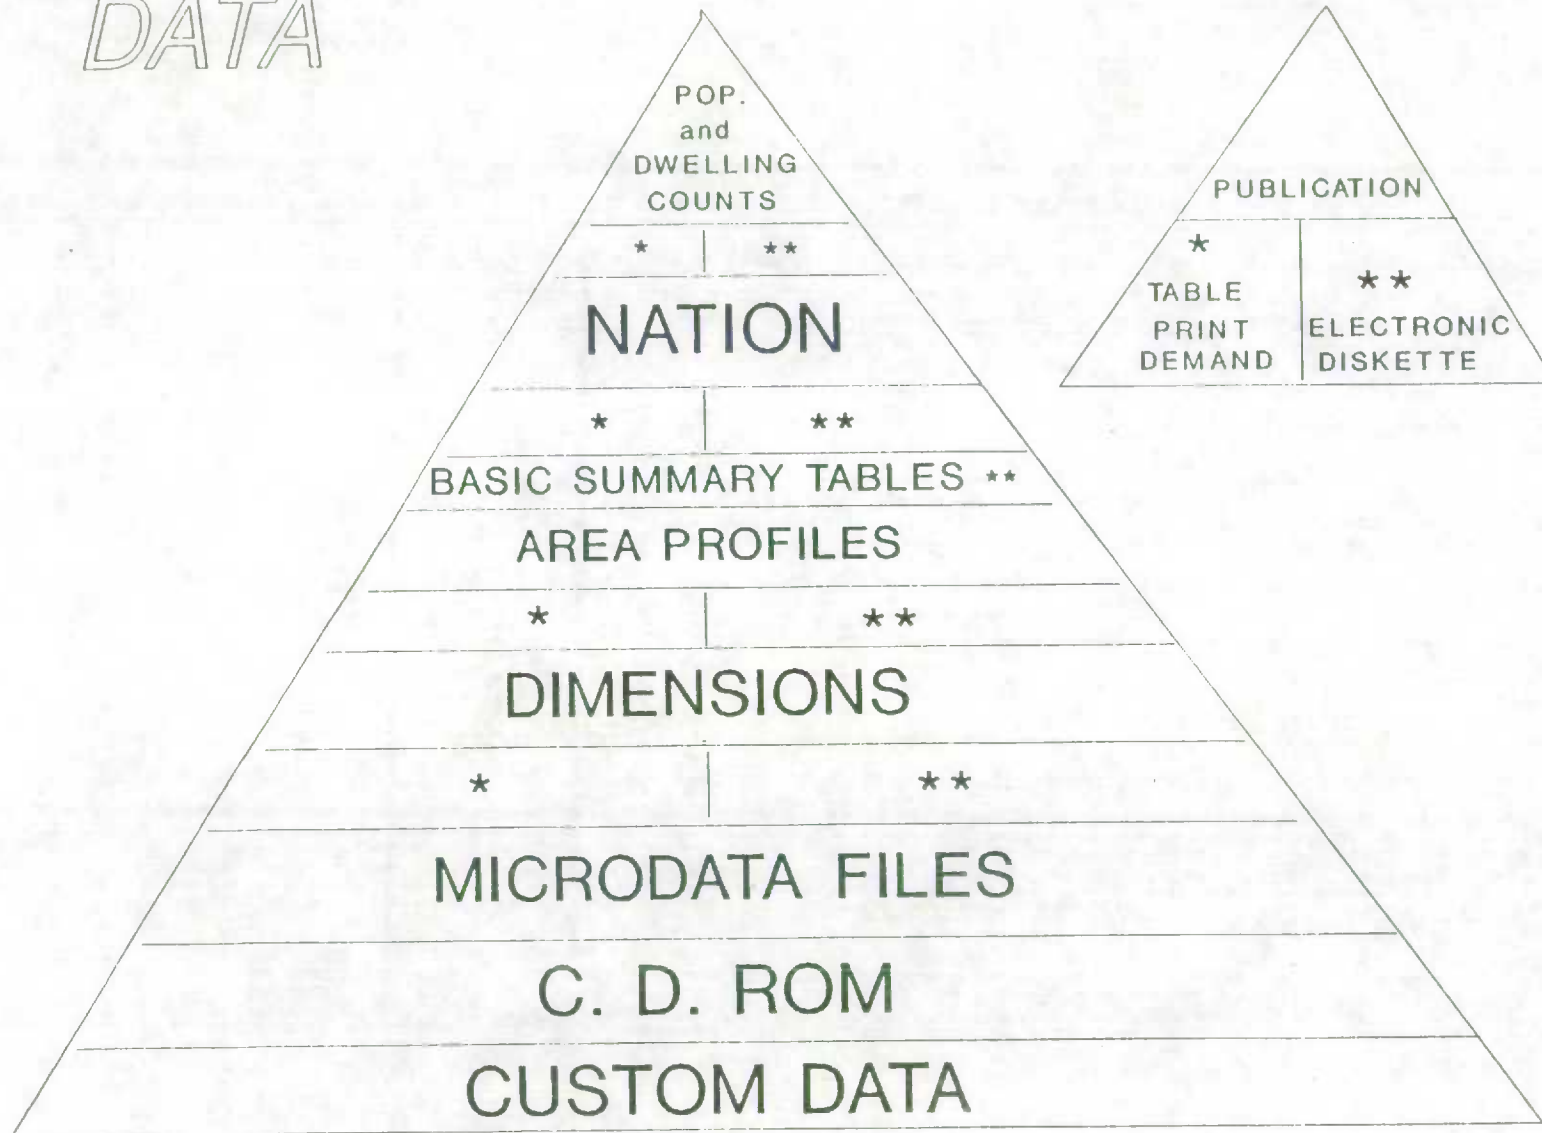 DATA
POP.
and
DWELLING
COUNTS
* **
NATION
* **
BASIC SUMMARY TABLES **
AREA PROFILES
* **
DIMENSIONS
* **
MICRODATA FILES
C. D. ROM
CUSTOM DATA
PUBLICATION
*
TABLE
PRINT
DEMAND
**
ELECTRONIC
DISKETTE